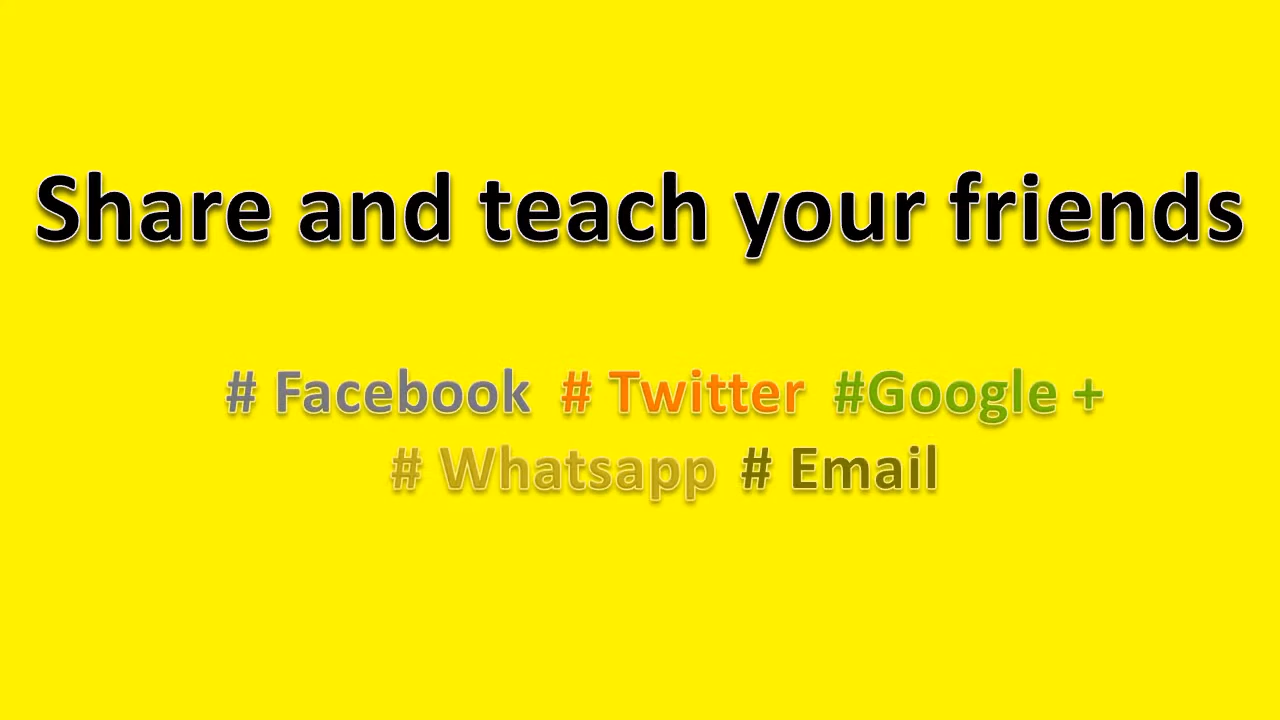 Share and teach your friends
# Facebook # Twitter #Google +
# Whatsapp # Email